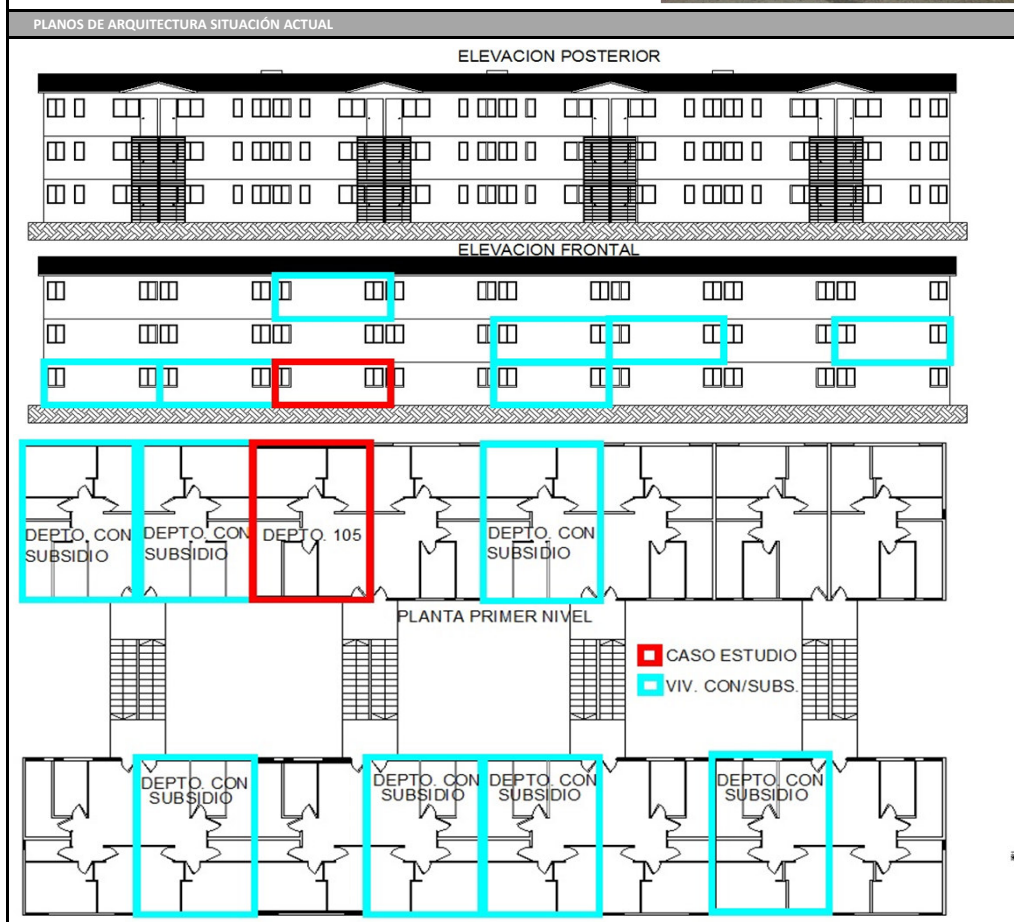 PLANOS DE ARQUITECTURA SITUACIÓN ACTUAL
ELEVACION POSTERIOR
ELEVACION FRONTAL
DEPTO. CON
SUBSIDIO
DEPTO. CON
SUBSIDIO
DEPTO. 105
DEPTO. CON
SUBSIDIO
PLANTA PRIMER NIVEL
CASO ESTUDIO
VIV. CON/SUBS.
DEPTO. CON
SUBSIDIO
DEPTO. CON
SUBSIDIO
DEPTO. CON
SUBSIDIO
DEPTO. CON
SUBSIDIO